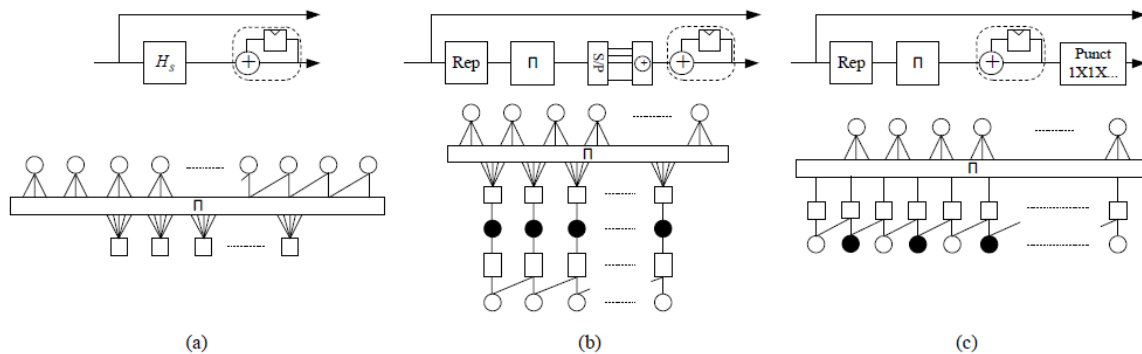 H_s
+
Rep
Π
S/P
+
+
Rep
Π
+
Punct
1X1X...
Π
Π
Π
(a)
(b)
(c)